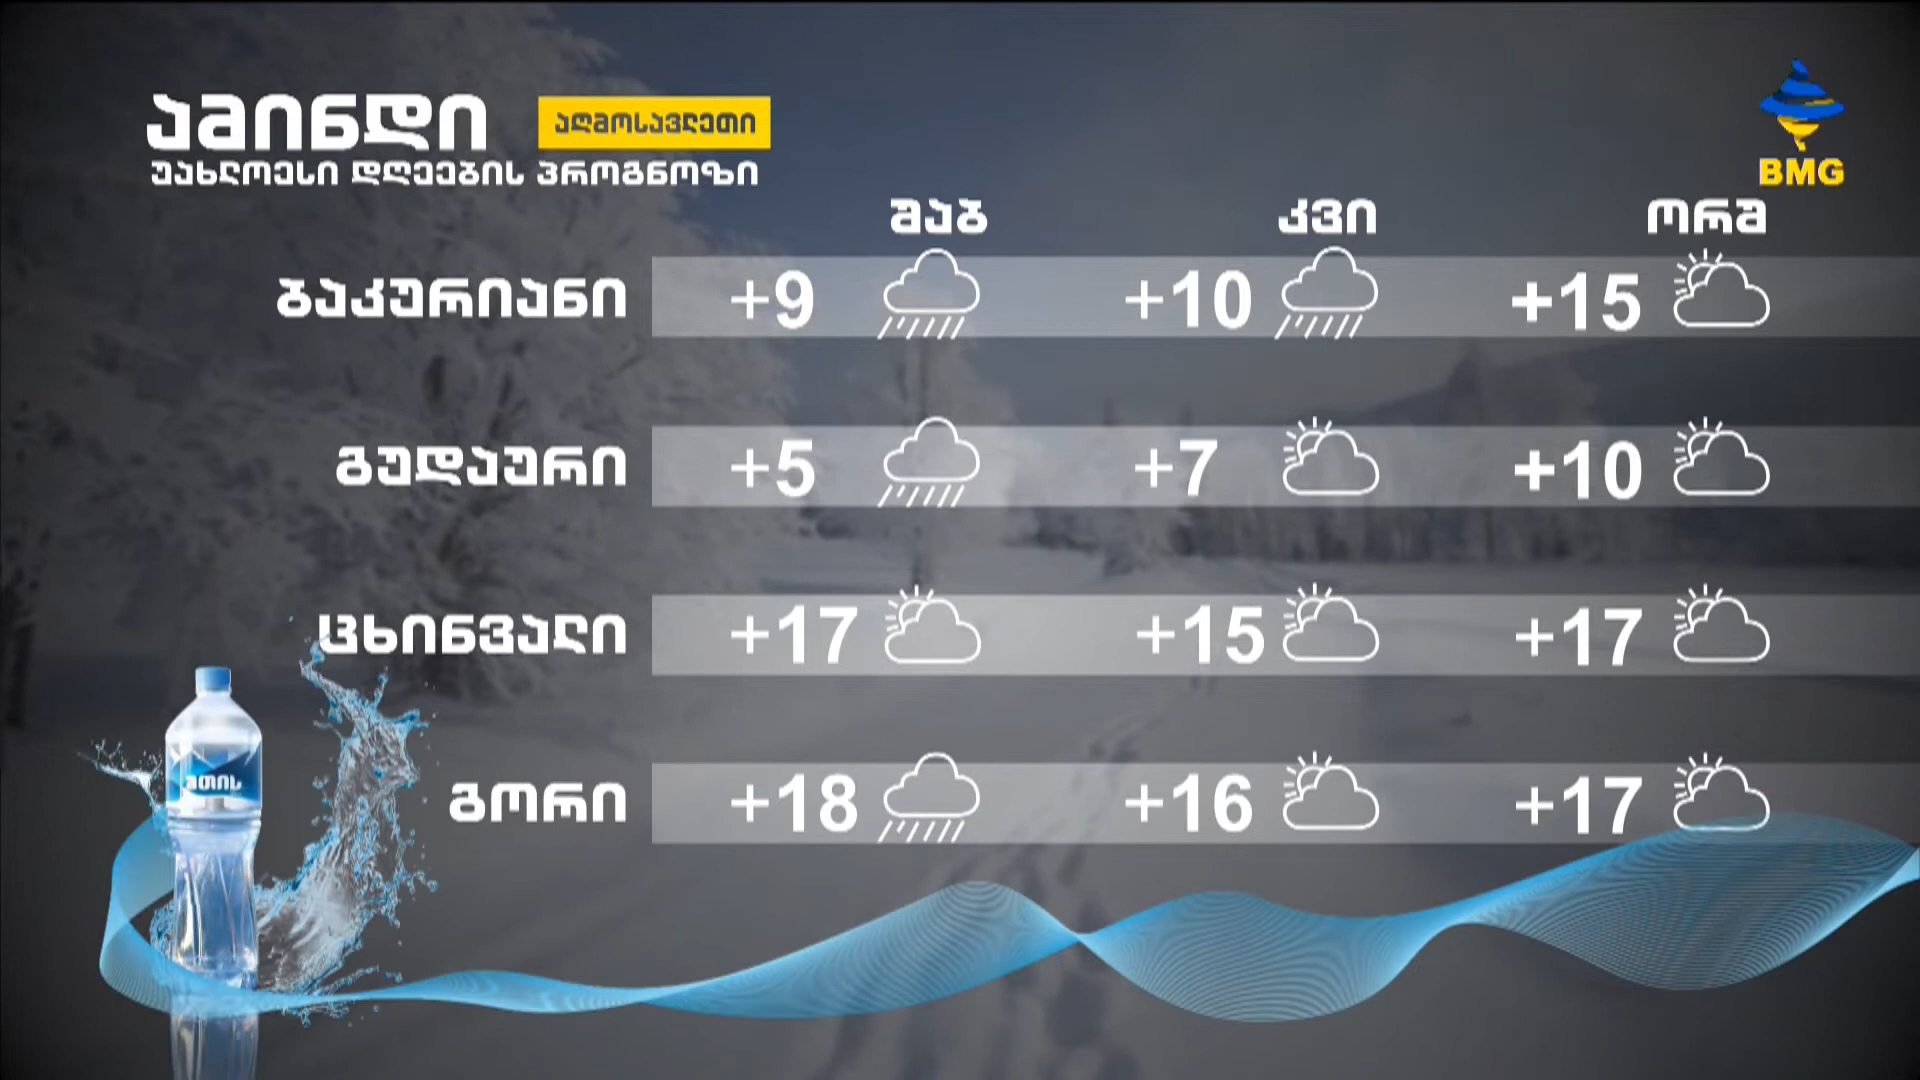 ამინდი
აღმოსავლეთი
უახლოესი დღეების პროგნოზი
BMG
შაბ კვი ორშ
ბაკურიანი +9 +10 +15
გუდაური +5 +7 +10
ცხინვალი +17 +15 +17
გორი +18 +16 +17
მთის